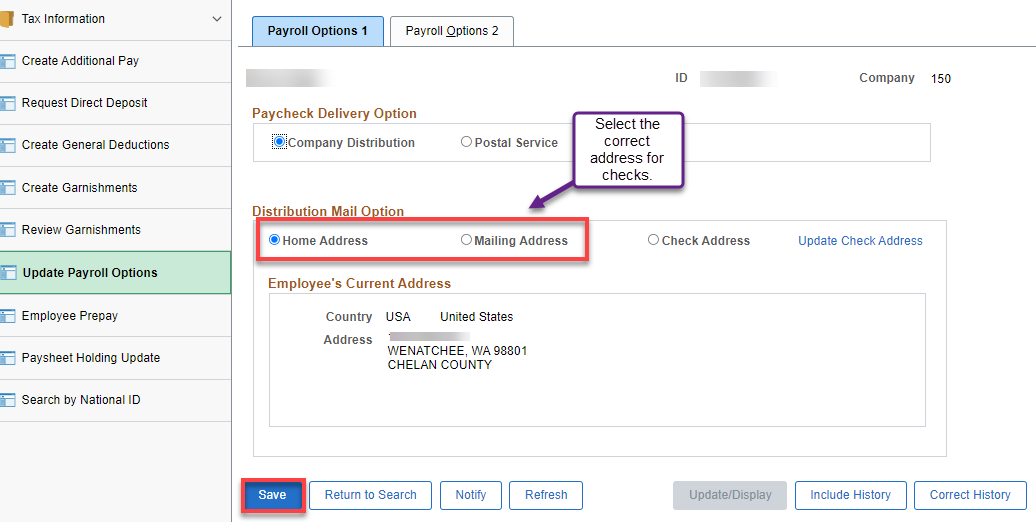 Tax Information
Create Additional Pay
Request Direct Deposit
Create General Deductions
Create Garnishments
Review Garnishments
Update Payroll Options
Employee Prepay
Paysheet Holding Update
Search by National ID
Payroll Options 1 Payroll Options 2
ID Company 150
Paycheck Delivery Option
Company Distribution Postal Service
Select the
correct
address for
checks.
Distribution Mail Option
Home Address Mailing Address Check Address Update Check Address
Employee's Current Address
Country USA United States
Address
WENATCHEE, WA 98801
CHELAN COUNTY
Save Return to Search Notify Refresh Update/Display Include History Correct History